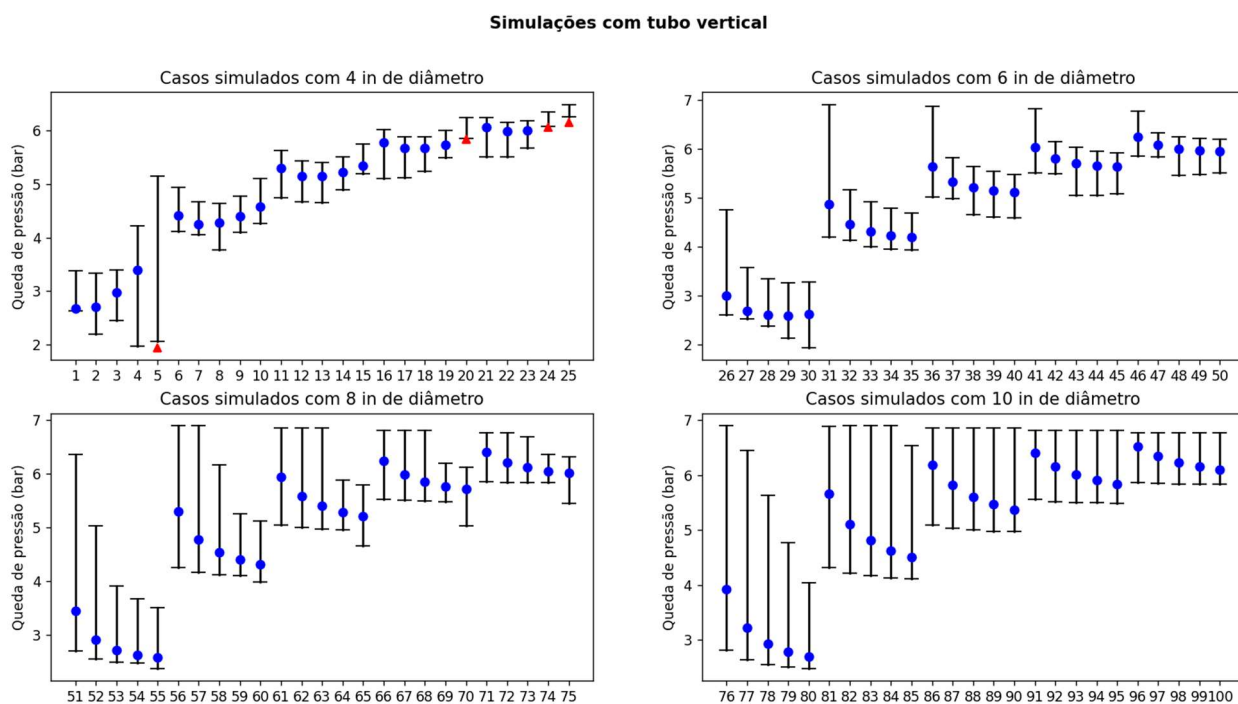 Simulações com tubo vertical
Casos simulados com 4 in de diâmetro
Queda de pressão (bar)
6
5
4
3
2
1 2 3 4 5 6 7 8 9 10 11 12 13 14 15 16 17 18 19 20 21 22 23 24 25
Casos simulados com 6 in de diâmetro
Queda de pressão (bar)
7
6
5
4
3
2
26 27 28 29 30 31 32 33 34 35 36 37 38 39 40 41 42 43 44 45 46 47 48 49 50
Casos simulados com 8 in de diâmetro
Queda de pressão (bar)
7
6
5
4
3
51 52 53 54 55 56 57 58 59 60 61 62 63 64 65 66 67 68 69 70 71 72 73 74 75
Casos simulados com 10 in de diâmetro
Queda de pressão (bar)
7
6
5
4
3
76 77 78 79 80 81 82 83 84 85 86 87 88 89 90 91 92 93 94 95 96 97 98 99100